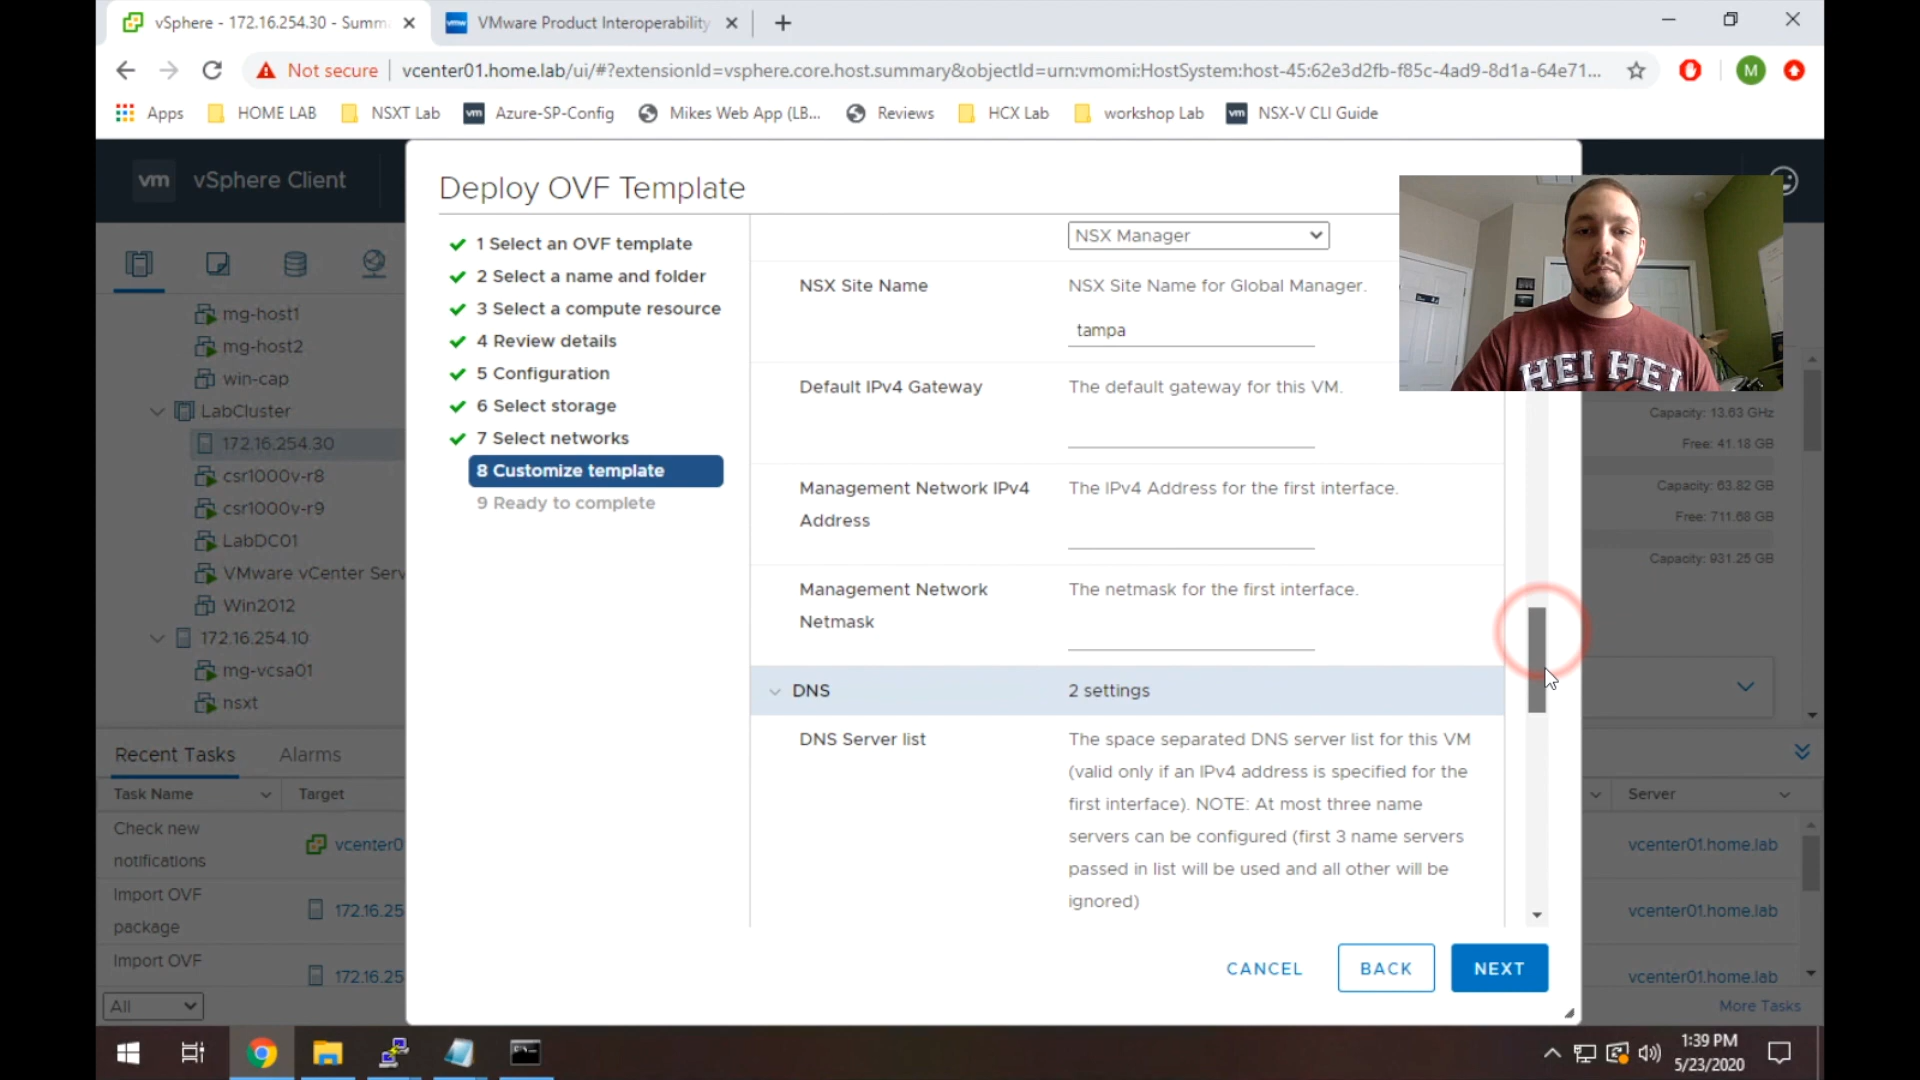 vSphere - 172.16.254.30 - Summ
VMware Product Interoperability
Not secure
vcenter01.home.lab/ui/#?extensionId=vsphere.core.host.summary&objectId=urn:vmomi:HostSystem:host-45:62e3d2fb-f85c-4ad9-8d1a-64e71...
M
Apps
HOME LAB
NSXT Lab
vm
Azure-SP-Config
Mikes Web App (LB...
Reviews
HCX Lab
workshop Lab
vm
NSX-V CLI Guide
vm
vSphere Client
Deploy OVF Template
1 Select an OVF template
2 Select a name and folder
3 Select a compute resource
4 Review details
5 Configuration
6 Select storage
7 Select networks
8 Customize template
9 Ready to complete
mg-host1
mg-host2
win-cap
LabCluster
172.16.254.30
csr1000v-r8
csr1000v-r9
LabDC01
VMware vCenter Serv
Win2012
172.16.254.10
mg-vcsa01
nsxt
NSX Manager
NSX Site Name
NSX Site Name for Global Manager.
tampa
Default IPv4 Gateway
The default gateway for this VM.
Management Network IPv4
Address
The IPv4 Address for the first interface.
Management Network
Netmask
The netmask for the first interface.
DNS
2 settings
DNS Server list
The space separated DNS server list for this VM
(valid only if an IPv4 address is specified for the
first interface). NOTE: At most three name
servers can be configured (first 3 name servers
passed in list will be used and all other will be
ignored)
CANCEL
BACK
NEXT
HEI HEI
Capacity: 13.63 GHz
Free: 41.18 GB
Capacity: 63.82 GB
Free: 711.68 GB
Capacity: 931.25 GB
Recent Tasks
Alarms
Task Name
Target
Server
Check new
notifications
vcenter0
vcenter01.home.lab
Import OVF
package
172.16.25
vcenter01.home.lab
Import OVF
172.16.25
vcenter01.home.lab
All
More Tasks
1:39 PM
5/23/2020